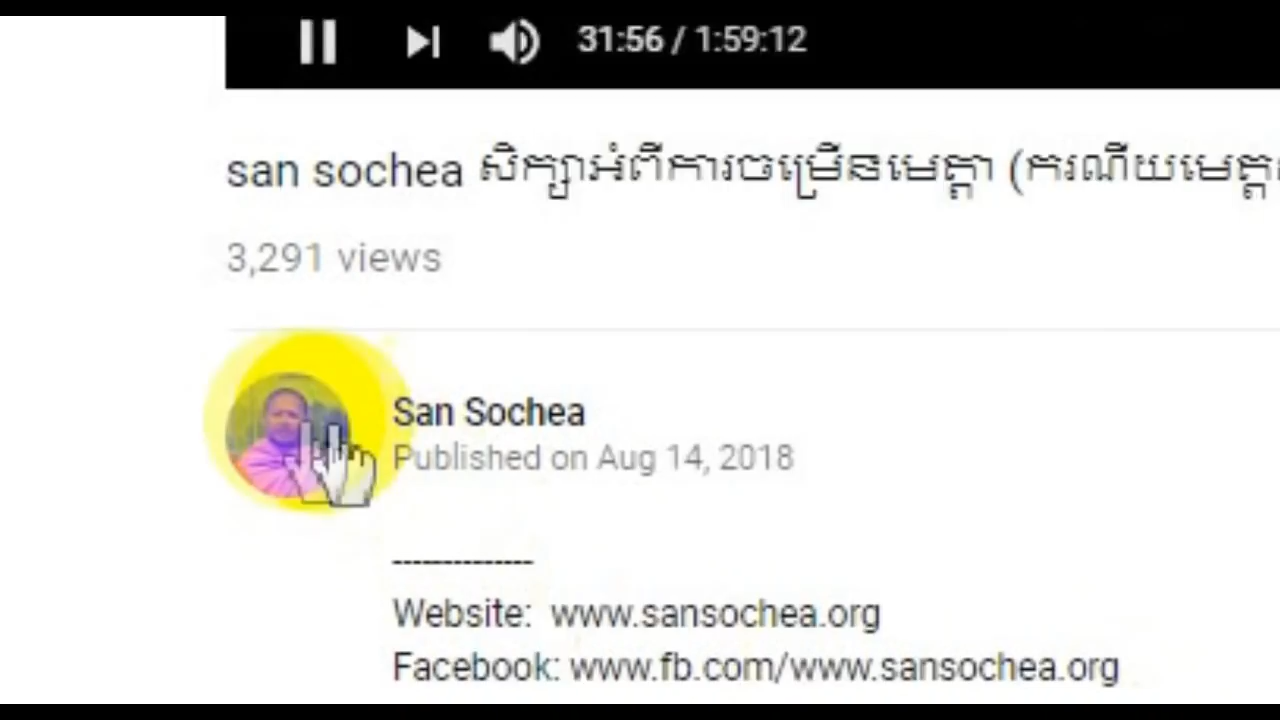 31:56 / 1:59:12
san sochea សិក្សាអំពីការចម្រើនមេត្តា (ករណីយមេត្ត
3,291 views
San Sochea
Published on Aug 14, 2018
---------------
Website: www.sansochea.org
Facebook: www.fb.com/www.sansochea.org